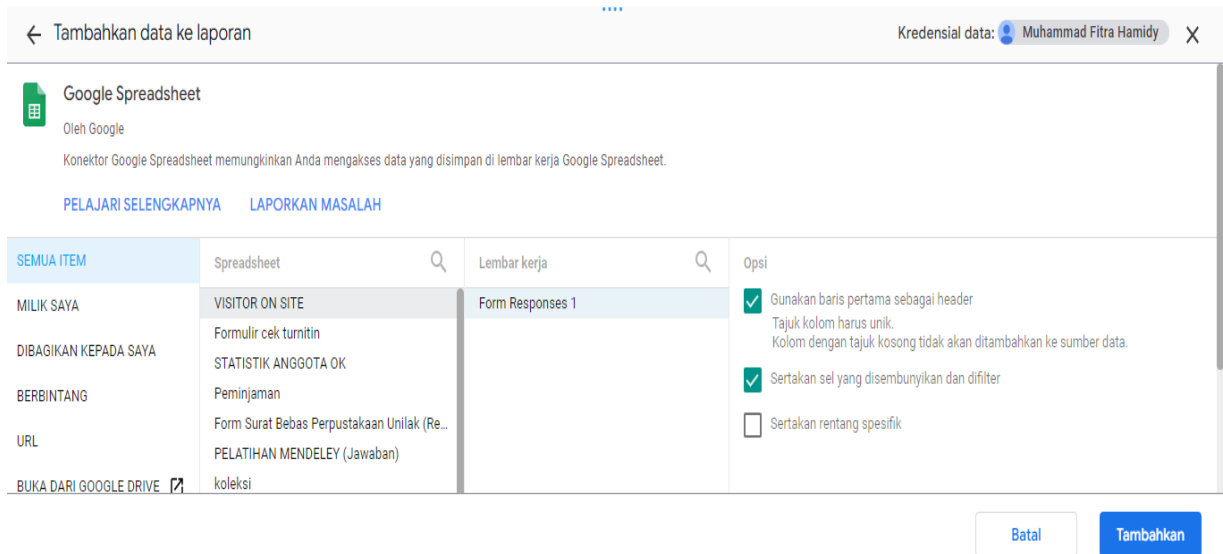 Tambahkan data ke laporan
Kredensial data: Muhammad Fitra Hamidy
Google Spreadsheet
Oleh Google
Konektor Google Spreadsheet memungkinkan Anda mengakses data yang disimpan di lembar kerja Google Spreadsheet.
PELAJARI SELENGKAPNYA LAPORKAN MASALAH
SEMUA ITEM
MILIK SAYA
DIBAGIKAN KEPADA SAYA
BERBINTANG
URL
BUKA DARI GOOGLE DRIVE
Spreadsheet
VISITOR ON SITE
Formulir cek turnitin
STATISTIK ANGGOTA OK
Peminjaman
Form Surat Bebas Perpustakaan Unilak (Re...
PELATIHAN MENDELEY (Jawaban)
koleksi
Lembar kerja
Form Responses 1
Opsi
Gunakan baris pertama sebagai header
Tajuk kolom harus unik.
Kolom dengan tajuk kosong tidak akan ditambahkan ke sumber data.
Sertakan sel yang disembunyikan dan difilter
Sertakan rentang spesifik
Batal
Tambahkan